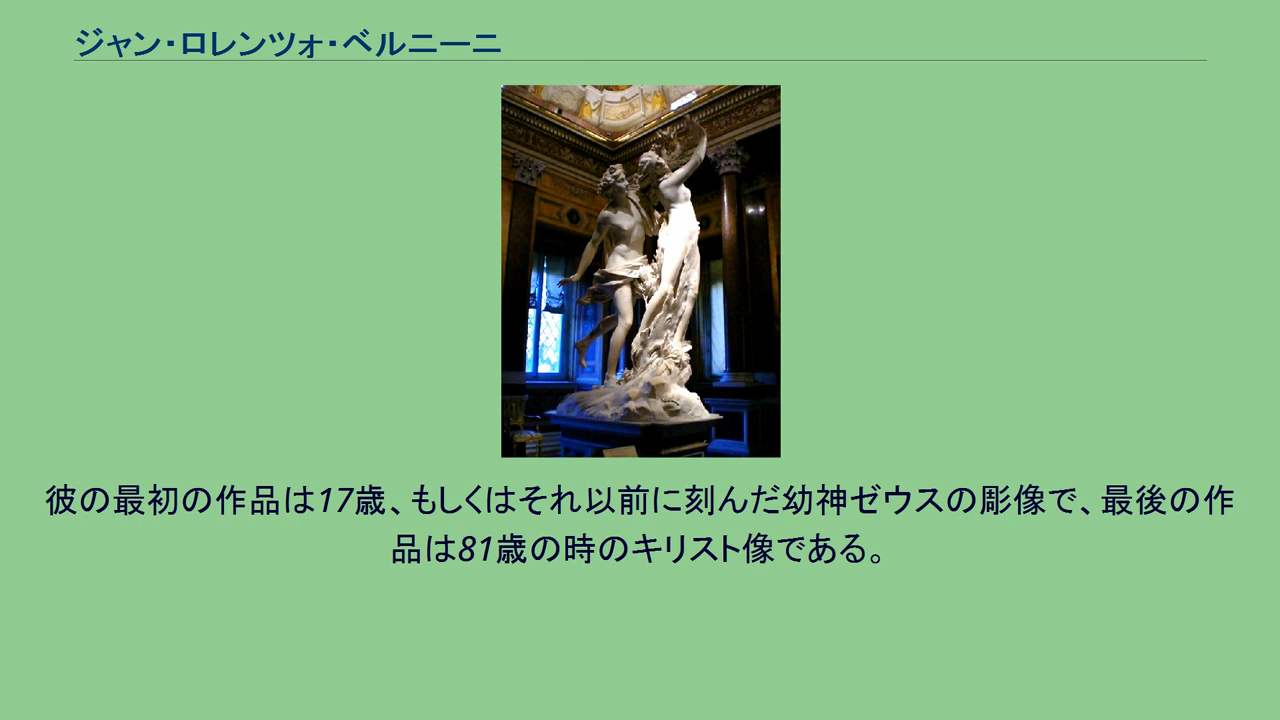 ジャン・ロレンツォ・ベルニーニ
彼の最初の作品は17歳、もしくはそれ以前に刻んだ幼神ゼウスの彫像で、最後の作
品は81歳の時のキリスト像である。